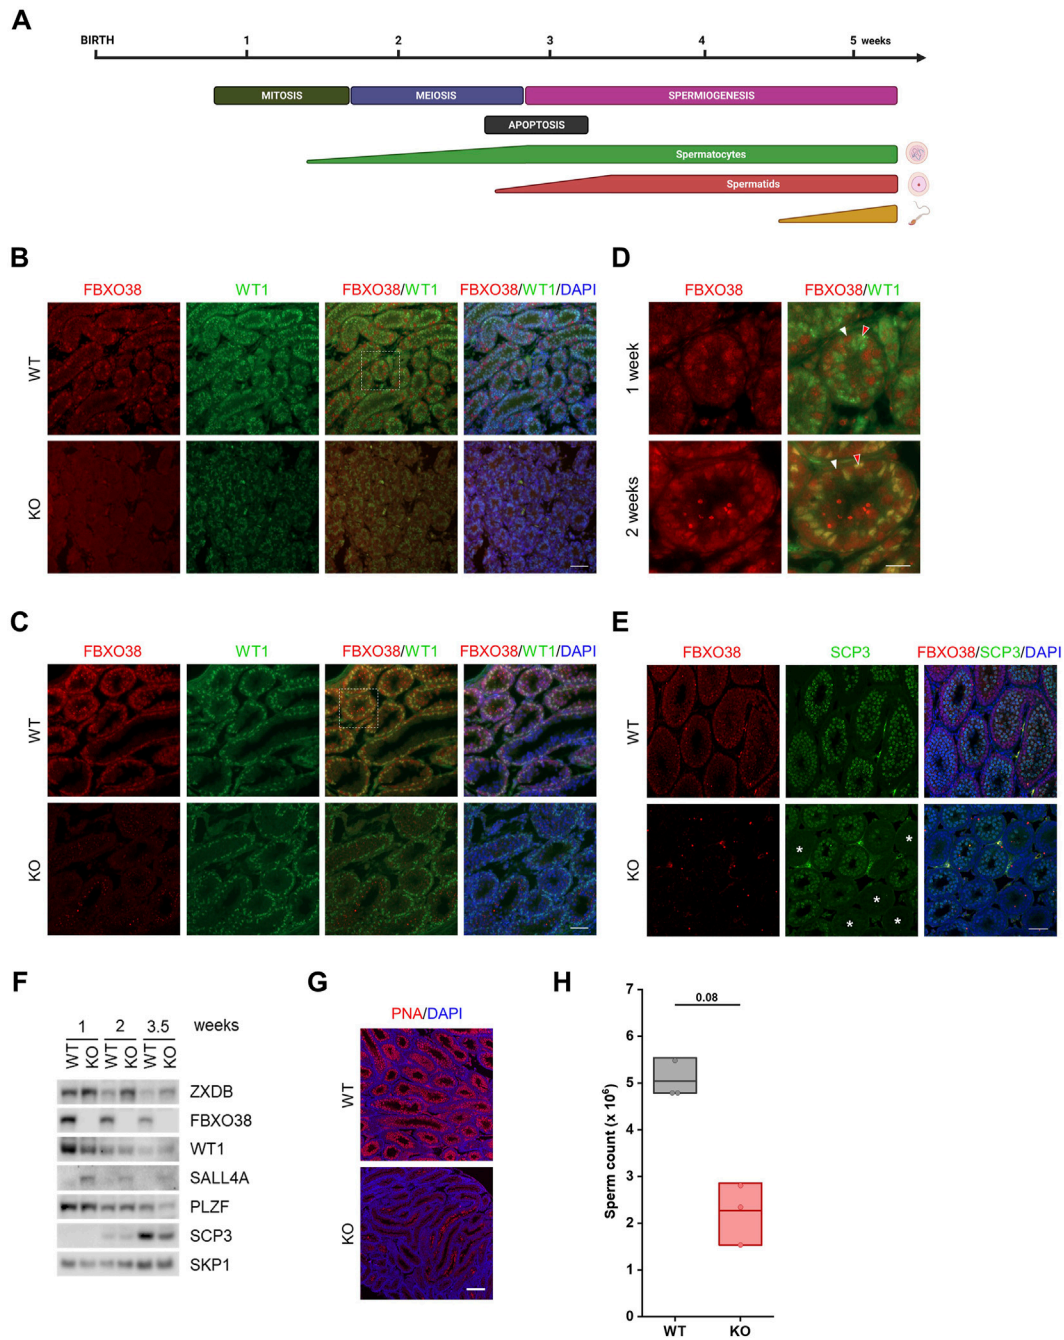 A
BIRTH 1 2 3 4 5 weeks
MITOSIS MEIOSIS SPERMIOGENESIS
APOPTOSIS
Spermatocytes
Spermatids
B
FBXO38 WT1 FBXO38/WT1 FBXO38/WT1/DAPI
WT
KO
D
FBXO38 FBXO38/WT1
1 week
2 weeks
C
FBXO38 WT1 FBXO38/WT1 FBXO38/WT1/DAPI
WT
KO
E
FBXO38 SCP3 FBXO38/SCP3/DAPI
WT
KO
* *
*
* *
F
1 2 3.5 weeks
WT KO WT KO WT KO
ZXDB
FBXO38
WT1
SALL4A
PLZF
SCP3
SKP1
G
PNA/DAPI
WT
KO
H
Sperm count (x 10⁶)
7
6
5
4
3
2
1
0
0.08
WT KO